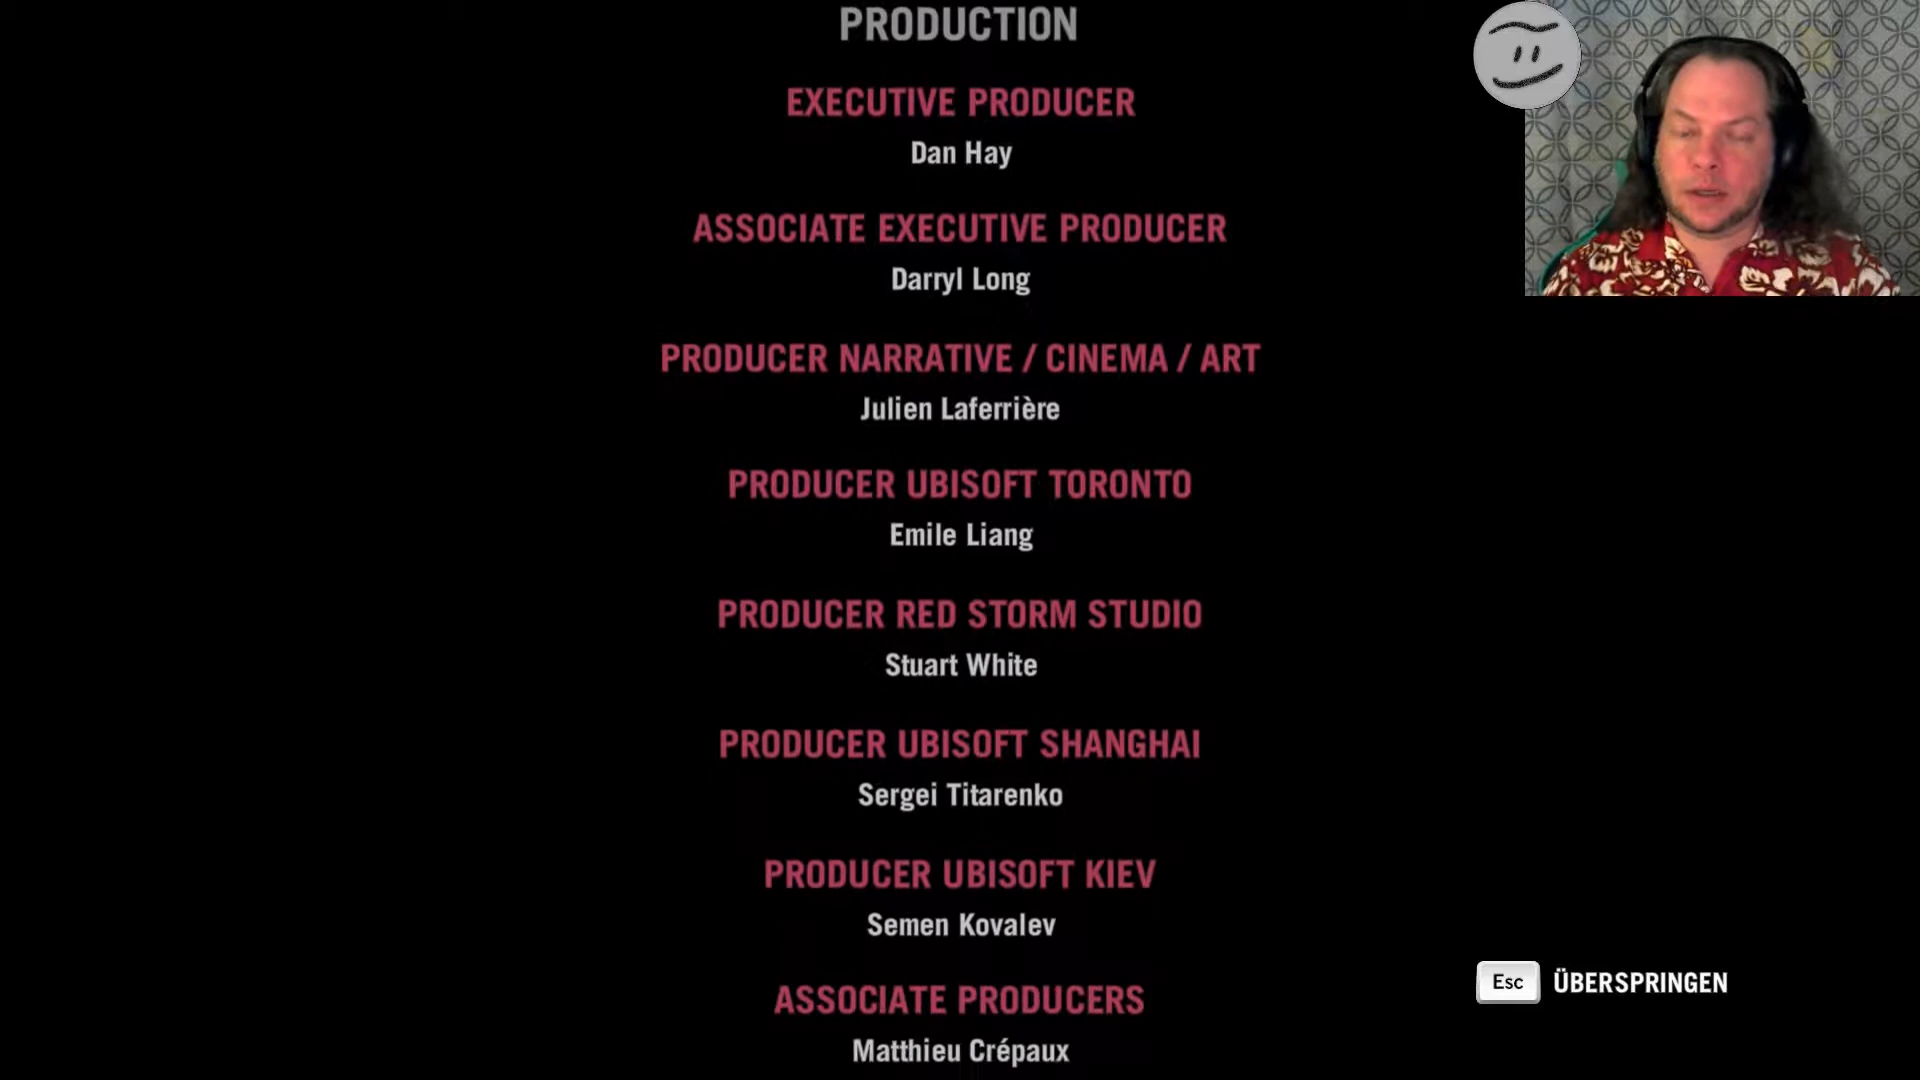 PRODUCTION
EXECUTIVE PRODUCER
Dan Hay
ASSOCIATE EXECUTIVE PRODUCER
Darryl Long
PRODUCER NARRATIVE / CINEMA / ART
Julien Laferrière
PRODUCER UBISOFT TORONTO
Emile Liang
PRODUCER RED STORM STUDIO
Stuart White
PRODUCER UBISOFT SHANGHAI
Sergei Titarenko
PRODUCER UBISOFT KIEV
Semen Kovalev
ASSOCIATE PRODUCERS
Matthieu Crépaux
Esc ÜBERSPRINGEN